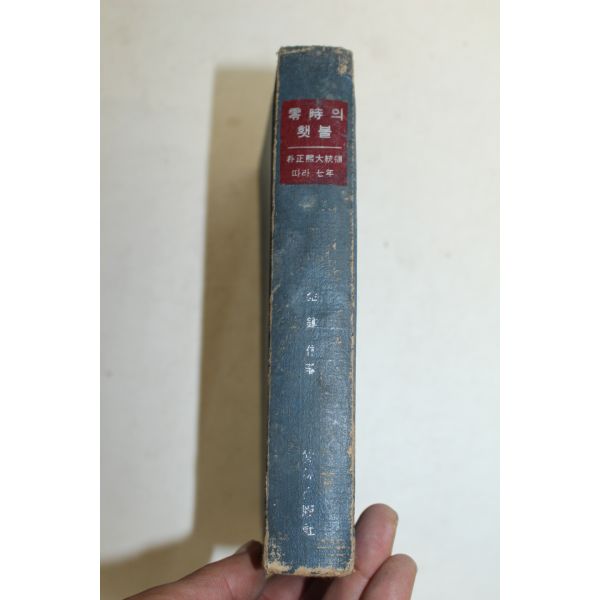 零時의
횃불
朴正熙大統領
따라 七年
金鍾信著